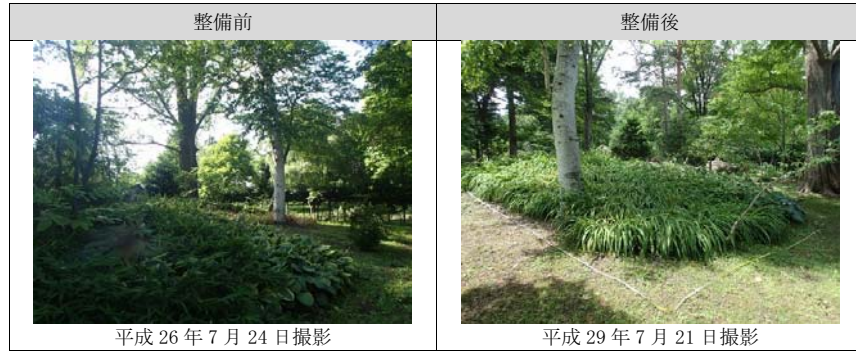 整備前
整備後
平成 26 年 7 月 24 日撮影
平成 29 年 7 月 21 日撮影